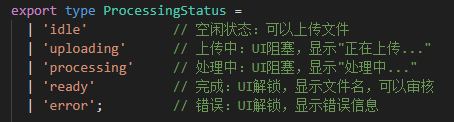 export type ProcessingStatus =
| 'idle' // 空闲状态：可以上传文件
| 'uploading' // 上传中：UI阻塞，显示"正在上传..."
| 'processing' // 处理中：UI阻塞，显示"处理中..."
| 'ready' // 完成：UI解锁，显示文件名，可以审核
| 'error'; // 错误：UI解锁，显示错误信息